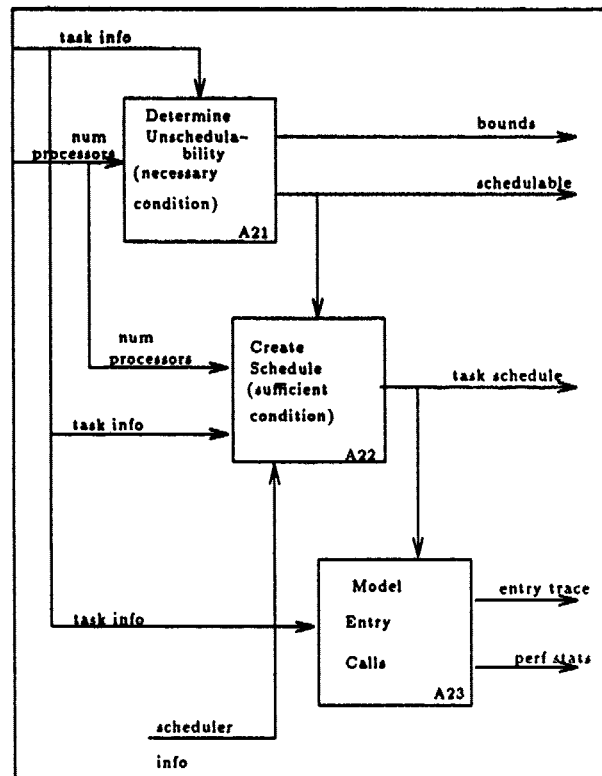 task info
Determine
Unschedula-
bility
(necessary
condition)
A21
num
processors
bounds
schedulable
num
processors
Create
Schedule
(sufficient
condition)
A22
task schedule
task info
Model
Entry
Calls
A23
entry trace
perf stats
task info
scheduler
info